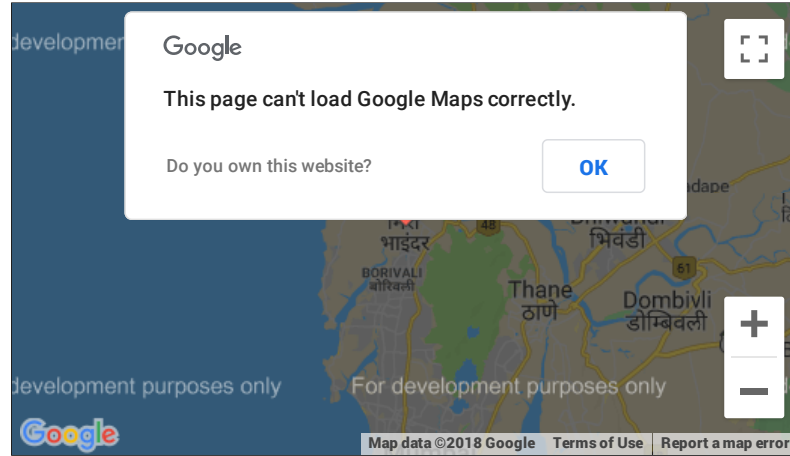 developmen
Google
This page can't load Google Maps correctly.
Do you own this website?
OK
48
भाइंदर
भिवंडी
BORIVALI
बोरिवली
61
Thane
ठाणे
Dombivli
डोम्बिवली
development purposes only
For development purposes only
Google
Map data ©2018 Google
Terms of Use
Report a map error